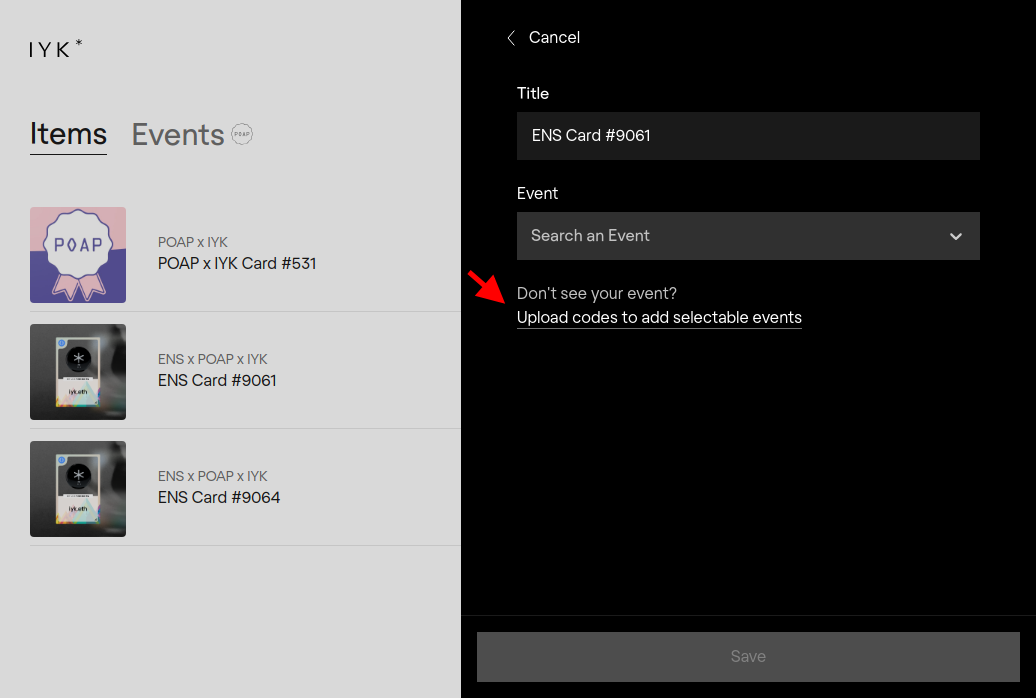 IYK*
Items Events POAP
POAP
POAP x IYK
POAP x IYK Card #531
iyk.eth
ENS x POAP x IYK
ENS Card #9061
iyk.eth
ENS x POAP x IYK
ENS Card #9064
Cancel
Title
ENS Card #9061
Event
Search an Event
Don't see your event?
Upload codes to add selectable events
Save